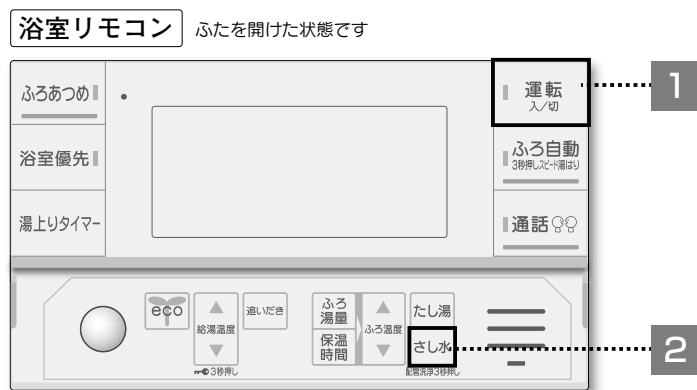 浴室リモコン ふたを開けた状態です
ふろあつめ
浴室優先
湯上りタイマー
運転
入/切
ふろ自動
3秒押しスピード湯はり
通話
1
eco
給湯温度
3秒押し
追いだき
ふろ
湯量
保温
時間
ふろ温度
たし湯
さし水
配管洗浄3秒押し
2